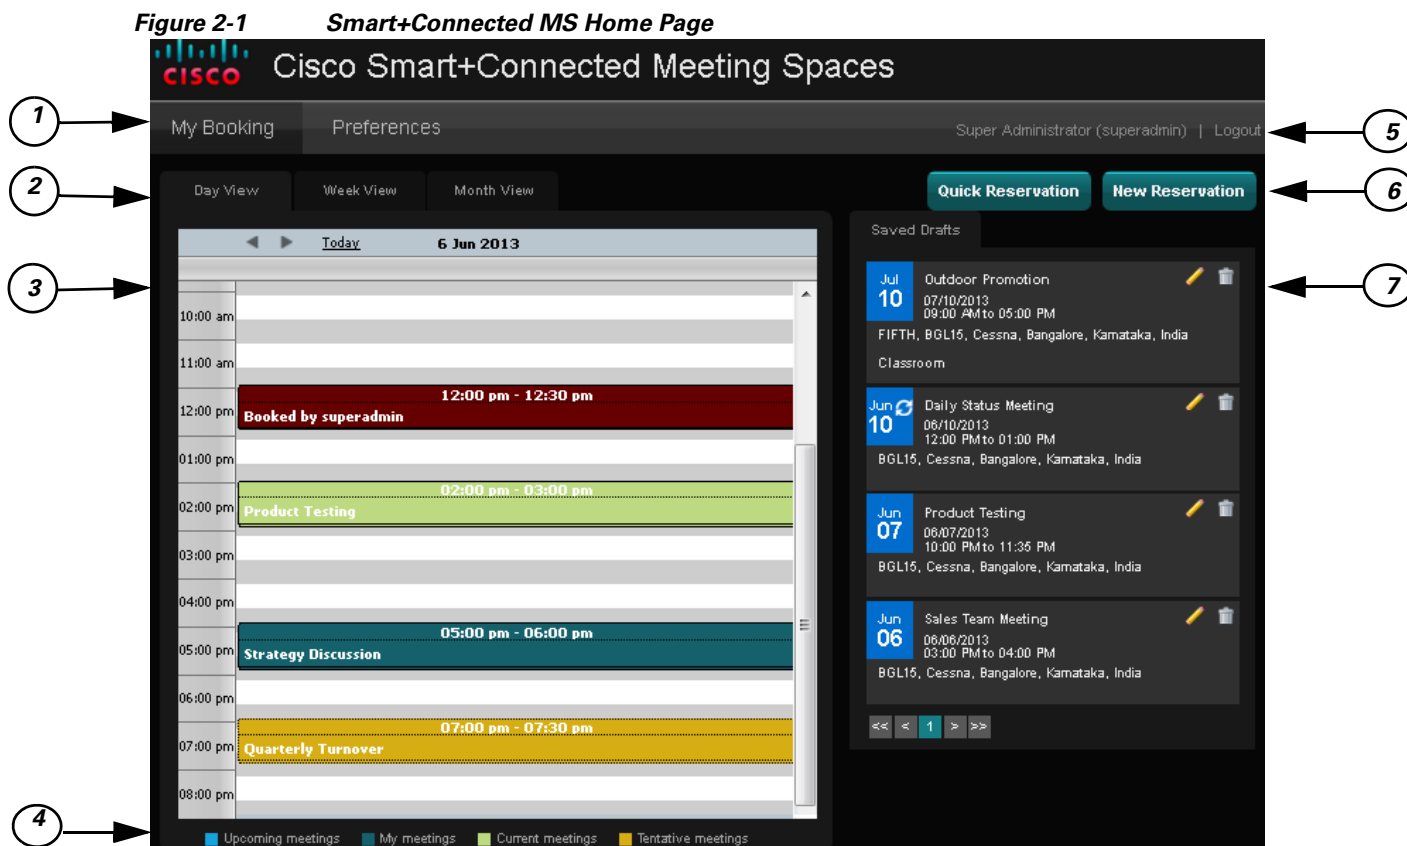 Figure 2-1 Smart+Connected MS Home Page
CISCO Cisco Smart+Connected Meeting Spaces
1 My Booking Preferences Super Administrator (superadmin) | Logout 5
2 Day View Week View Month View Quick Reservation New Reservation 6
3
7
Today 6 Jun 2013
10:00 am
11:00 am
12:00 pm
12:00 pm - 12:30 pm
Booked by superadmin
01:00 pm
02:00 pm
02:00 pm - 03:00 pm
Product Testing
03:00 pm
04:00 pm
05:00 pm
05:00 pm - 06:00 pm
Strategy Discussion
06:00 pm
07:00 pm
07:00 pm - 07:30 pm
Quarterly Turnover
08:00 pm
4 Upcoming meetings My meetings Current meetings Tentative meetings
Saved Drafts
Jul 10
Outdoor Promotion
07/10/2013
09:00 AM to 05:00 PM
FIFTH, BGL15, Cessna, Bangalore, Karnataka, India
Classroom
Jun 10
Daily Status Meeting
06/10/2013
12:00 PM to 01:00 PM
BGL15, Cessna, Bangalore, Karnataka, India
Jun 07
Product Testing
06/07/2013
10:00 PM to 11:35 PM
BGL15, Cessna, Bangalore, Karnataka, India
Jun 06
Sales Team Meeting
06/06/2013
03:00 PM to 04:00 PM
BGL15, Cessna, Bangalore, Karnataka, India
<< < 1 > >>